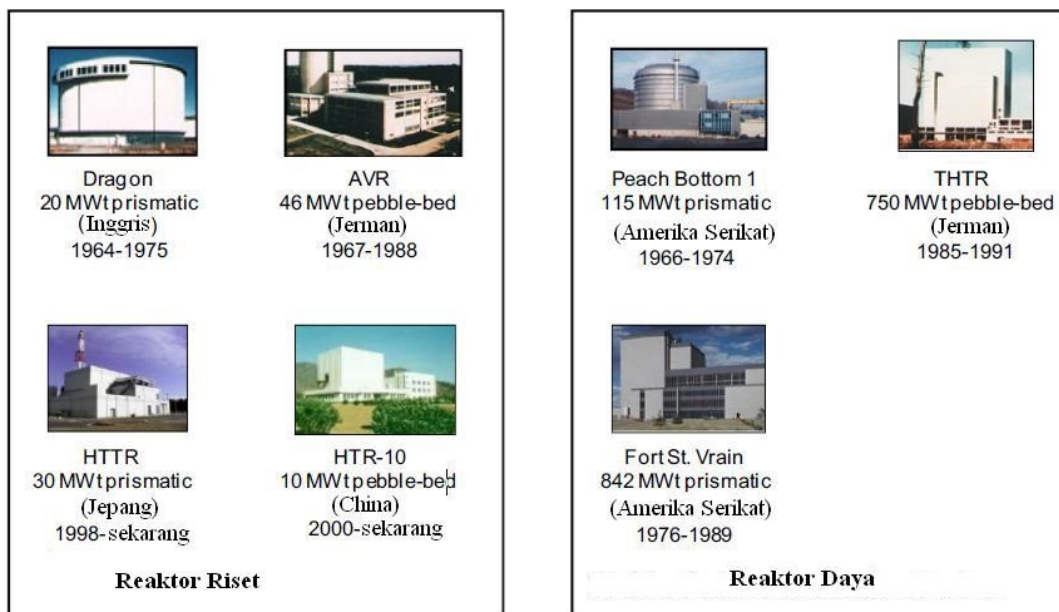 Dragon
20 MWt prismatic
(Inggris)
1964-1975
AVR
46 MWt pebble-bed
(Jerman)
1967-1988
HTTR
30 MWt prismatic
(Jepang)
1998-sekarang
HTR-10
10 MWt pebble-bed
(China)
2000-sekarang
Reaktor Riset
Peach Bottom 1
115 MWt prismatic
(Amerika Serikat)
1966-1974
THTR
750 MWt pebble-bed
(Jerman)
1985-1991
Fort St. Vrain
842 MWt prismatic
(Amerika Serikat)
1976-1989
Reaktor Daya